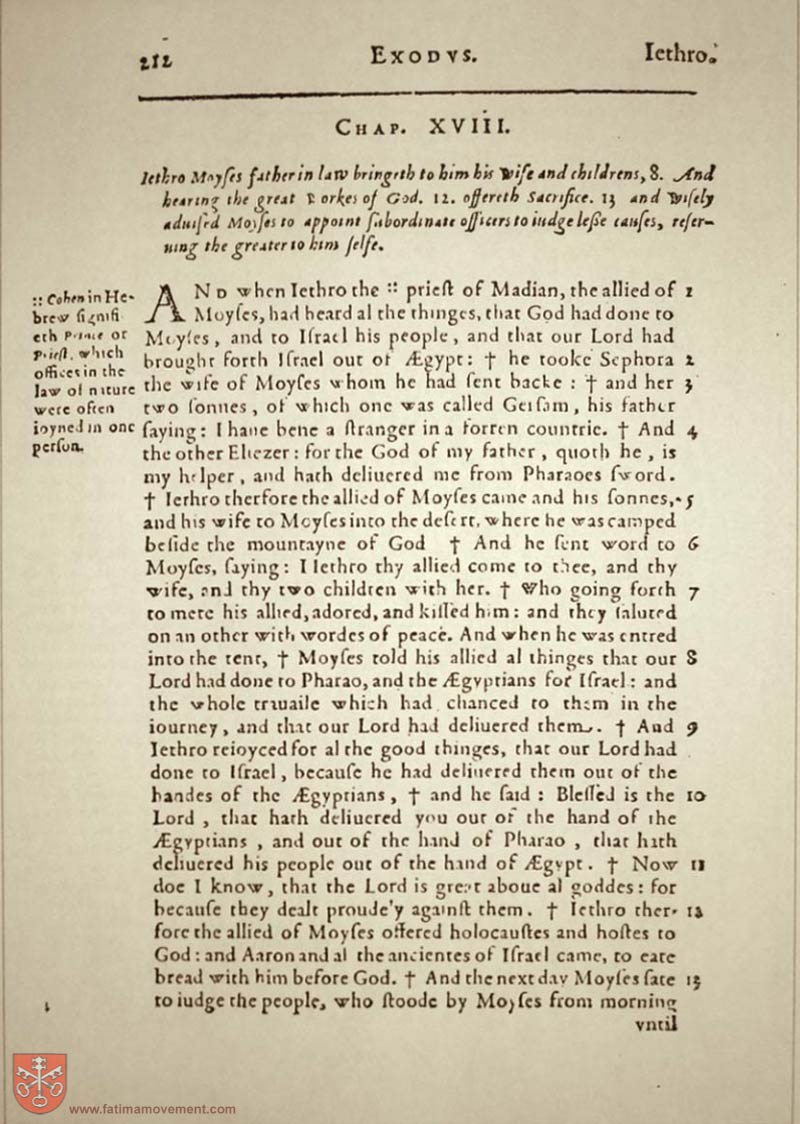 212 EXODVS. Iethro.
CHAP. XVIII.
Iethro Moyſes father in law bringeth to him his wife and childrens, 8. And
hearing the great workes of God. 12. offereth Sacrifice. 13 and wiſely
aduiſed Moyſes to appoint ſubordinate officers to iudge leſſe cauſes, reſer-
uing the greater to him ſelfe.
:: Cohen in He-
brew ſignifi
eth Prince or
Prieſt, which
offices in the
law of nature
were often
ioyned in one
perſon.
AND when Iethro the :: prieſt of Madian, the allied of 1
Moyſes, had heard al the thinges, that God had done to
Moyſes, and to Iſrael his people, and that our Lord had
brought forth Iſrael out of Ægypt: † he tooke Sephora 2
the wife of Moyſes whom he had ſent backe: † and her 3
two ſonnes, of which one was called Gerſam, his father
ſaying: I haue bene a ſtranger in a forren countrie. † And 4
the other Eliezer: for the God of my father, quoth he, is
my helper, and hath deliuered me from Pharaoes ſword.
† Iethro therfore the allied of Moyſes came and his ſonnes, 5
and his wife to Moyſes into the deſert, where he was camped
beſide the mountayne of God † And he ſent word to 6
Moyſes, ſaying: I Iethro thy allied come to thee, and thy
wife, and thy two children with her. † Who going forth 7
to mete his allied, adored, and kiſſed him: and they ſaluted
on an other with wordes of peace. And when he was entred
into the tent, † Moyſes told his allied al thinges that our 8
Lord had done to Pharao, and the Ægyptians for Iſrael: and
the whole trauaile which had chanced to them in the
iourney, and that our Lord had deliuered them. † And 9
Iethro reioyced for al the good thinges, that our Lord had
done to Iſrael, becauſe he had deliuered them out of the
handes of the Ægyptians, † and he ſaid: Bleſſed is the 10
Lord, that hath deliuered you out of the hand of the
Ægyptians, and out of the hand of Pharao, that hath
deliuered his people out of the hand of Ægypt. † Now 11
doe I know, that the Lord is great aboue al goddes: for
becauſe they dealt proudely againſt them. † Iethro ther- 12
fore the allied of Moyſes offered holocauſtes and hoſtes to
God: and Aaron and al the ancientes of Iſrael came, to eate
bread with him before God. † And the next day Moyſes ſate 13
to iudge the people, who ſtoode by Moyſes from morning
vntil
www.fatimamovement.com